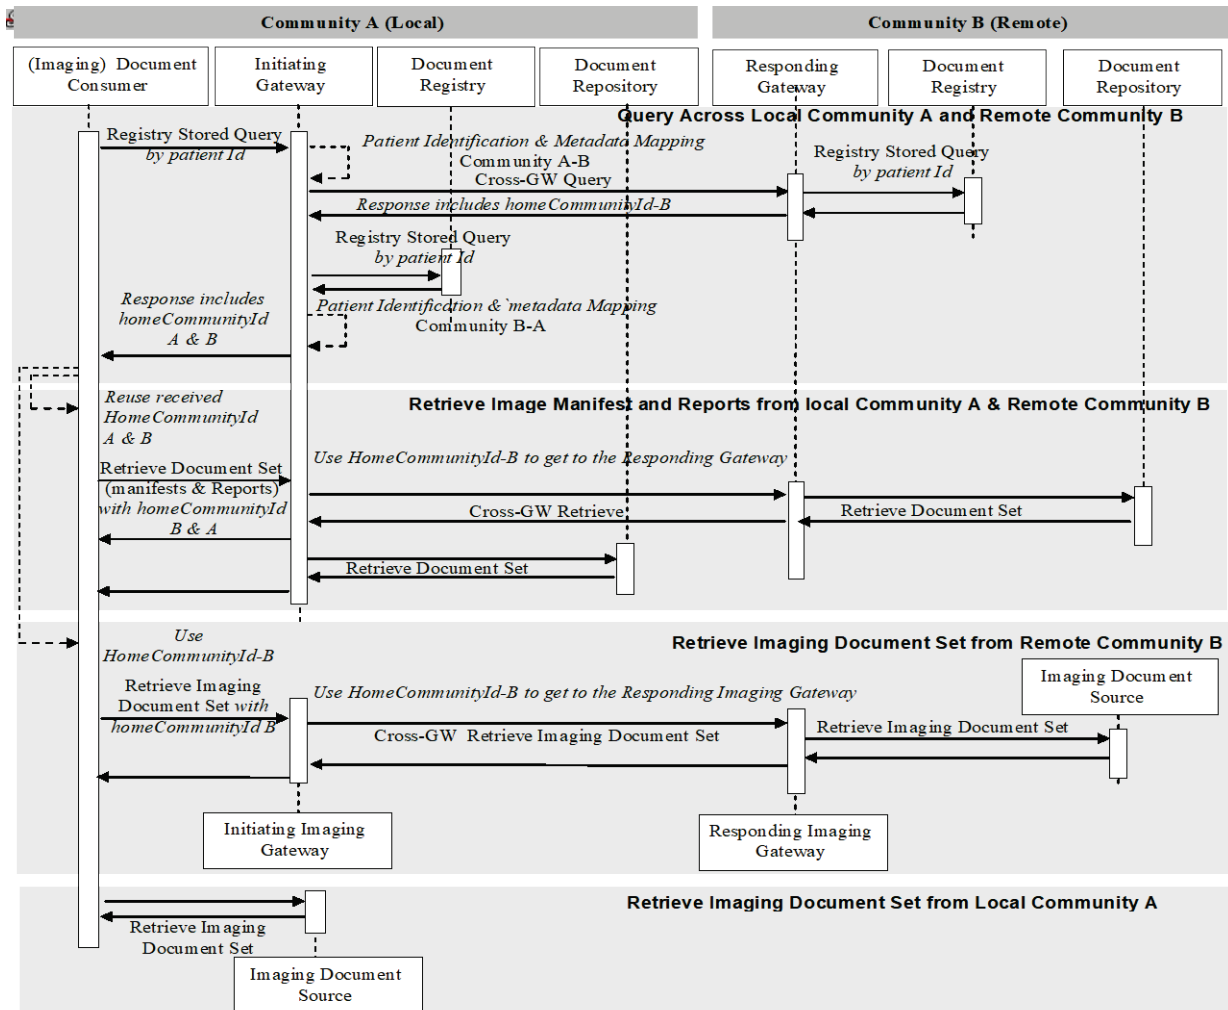 Community A (Local)
Community B (Remote)
(Imaging) Document
Consumer
Initiating
Gateway
Document
Registry
Document
Repository
Responding
Gateway
Document
Registry
Document
Repository
Query Across Local Community A and Remote Community B
Registry Stored Query
by patient Id
Patient Identification & Metadata Mapping
Community A-B
Cross-GW Query
Registry Stored Query
by patient Id
Response includes homeCommunityId-B
Registry Stored Query
by patient Id
Response includes
homeCommunityId
A & B
Patient Identification &`metadata Mapping
Community B-A
Reuse received
HomeCommunityId
A & B
Retrieve Image Manifest and Reports from local Community A & Remote Community B
Retrieve Document Set
(manifests & Reports)
with homeCommunityId
B & A
Use HomeCommunityId-B to get to the Responding Gateway
Cross-GW Retrieve
Retrieve Document Set
Retrieve Document Set
Use
HomeCommunityId-B
Retrieve Imaging Document Set from Remote Community B
Imaging Document
Source
Retrieve Imaging
Document Set with
homeCommunityId B
Use HomeCommunityId-B to get to the Responding Imaging Gateway
Cross-GW Retrieve Imaging Document Set
Retrieve Imaging Document Set
Initiating Imaging
Gateway
Responding Imaging
Gateway
Retrieve Imaging Document Set from Local Community A
Retrieve Imaging
Document Set
Imaging Document
Source